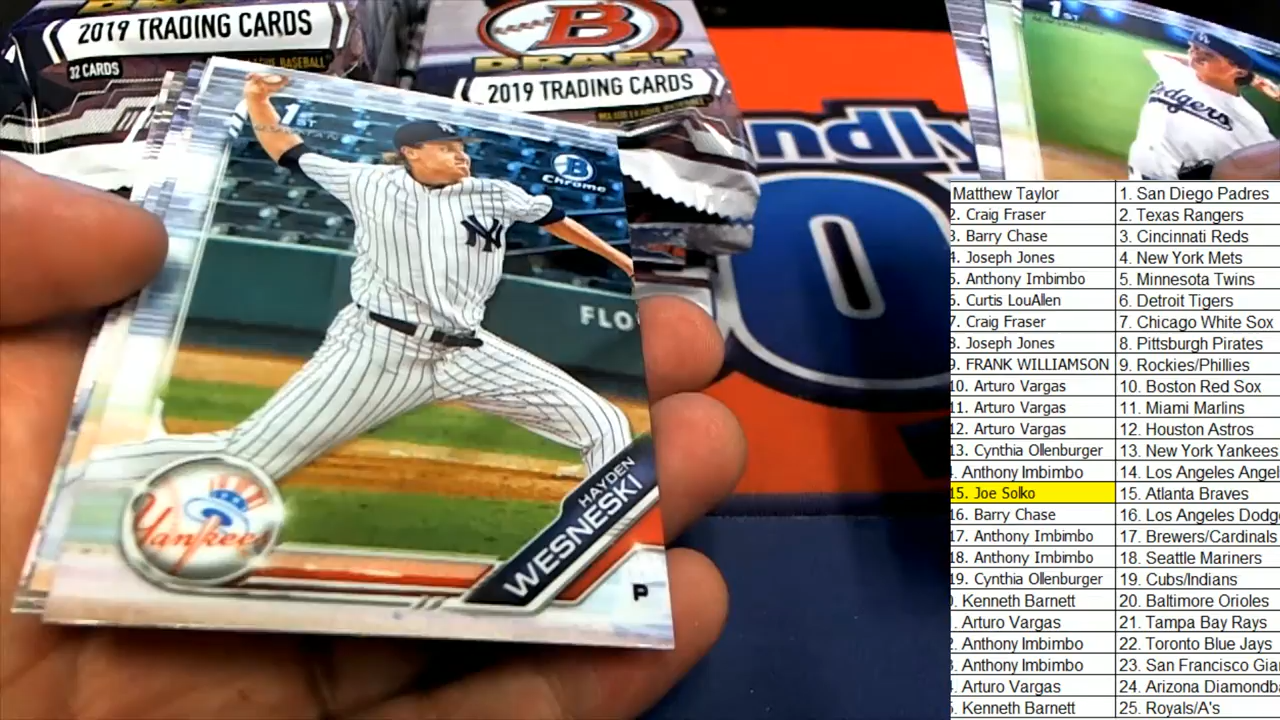 2019 TRADING CARDS
32 CARDS
B
DRAFT
2019 TRADING CARDS
1ST
B
Chrome
NY
FLO
Yankees
HAYDEN
WESNESKI
P
ndly
1ST
Dodgers
Matthew Taylor 1. San Diego Padres
2. Craig Fraser 2. Texas Rangers
3. Barry Chase 3. Cincinnati Reds
4. Joseph Jones 4. New York Mets
5. Anthony Imbimbo 5. Minnesota Twins
6. Curtis LouAllen 6. Detroit Tigers
7. Craig Fraser 7. Chicago White Sox
8. Joseph Jones 8. Pittsburgh Pirates
9. FRANK WILLIAMSON 9. Rockies/Phillies
10. Arturo Vargas 10. Boston Red Sox
11. Arturo Vargas 11. Miami Marlins
12. Arturo Vargas 12. Houston Astros
13. Cynthia Ollenburger 13. New York Yankees
. Anthony Imbimbo 14. Los Angeles Angel
15. Joe Solko 15. Atlanta Braves
16. Barry Chase 16. Los Angeles Dodg
17. Anthony Imbimbo 17. Brewers/Cardinals
18. Anthony Imbimbo 18. Seattle Mariners
19. Cynthia Ollenburger 19. Cubs/Indians
. Kenneth Barnett 20. Baltimore Orioles
. Arturo Vargas 21. Tampa Bay Rays
. Anthony Imbimbo 22. Toronto Blue Jays
. Anthony Imbimbo 23. San Francisco Gia
. Arturo Vargas 24. Arizona Diamondb
. Kenneth Barnett 25. Royals/A's